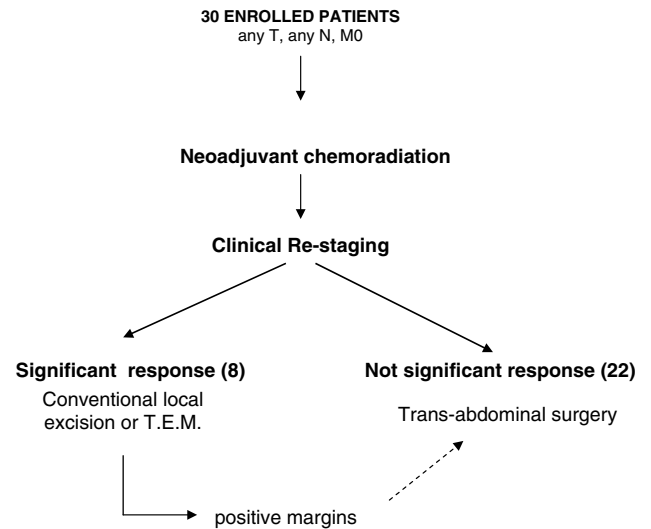 30 ENROLLED PATIENTS
any T, any N, M0
Neoadjuvant chemoradiation
Clinical Re-staging
Significant response (8)
Conventional local
excision or T.E.M.
Not significant response (22)
Trans-abdominal surgery
positive margins